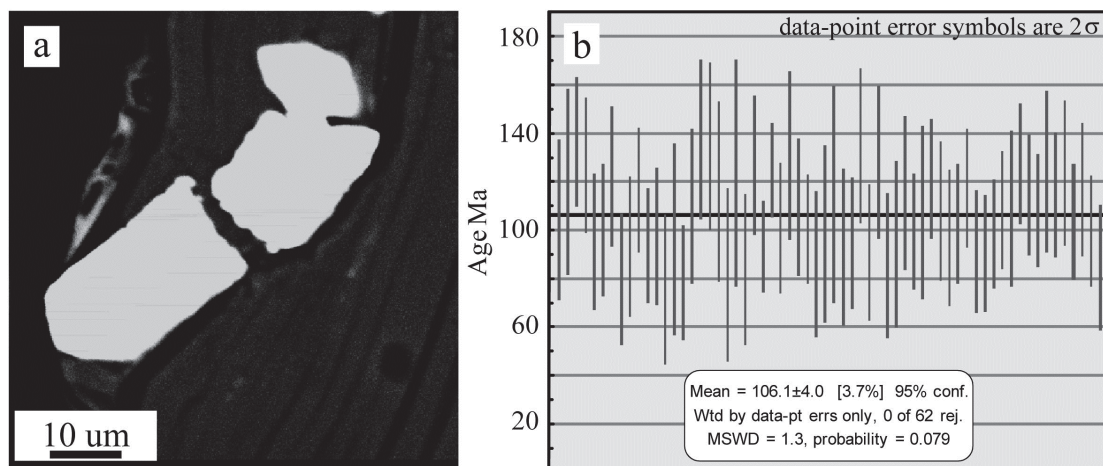 a
10 um
b
data-point error symbols are 2σ
Age Ma
180
140
100
60
20
Mean = 106.1±4.0 [3.7%] 95% conf.
Wtd by data-pt errs only, 0 of 62 rej.
MSWD = 1.3, probability = 0.079